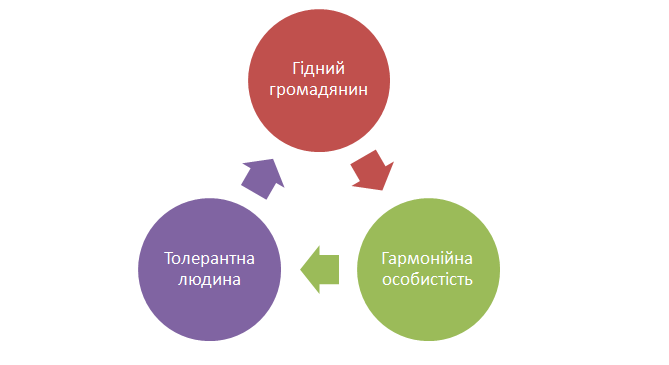 Гідний
громадянин
Толерантна
людина
Гармонійна
особистість